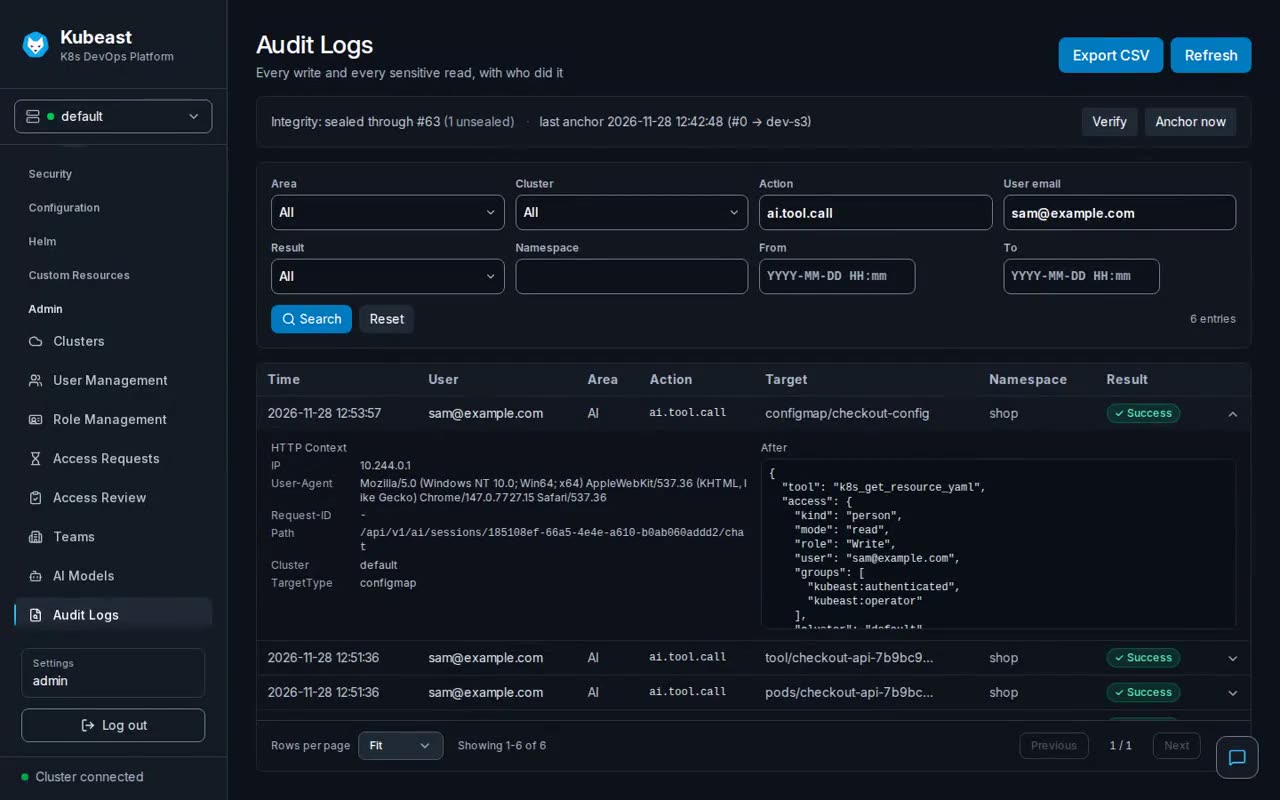 Kubeast
K8s DevOps Platform
default
Security
Configuration
Helm
Custom Resources
Admin
Clusters
User Management
Role Management
Access Requests
Access Review
Teams
AI Models
Audit Logs
Settings
admin
Log out
Cluster connected
Audit Logs
Every write and every sensitive read, with who did it
Export CSV
Refresh
Integrity: sealed through #63 (1 unsealed) · last anchor 2026-11-28 12:42:48 (#0 → dev-s3)
Verify
Anchor now
Area
Cluster
Action
User email
All
All
ai.tool.call
sam@example.com
Result
Namespace
From
To
All
YYYY-MM-DD HH:mm
YYYY-MM-DD HH:mm
Search
Reset
6 entries
Time User Area Action Target Namespace Result
2026-11-28 12:53:57 sam@example.com AI ai.tool.call configmap/checkout-config shop Success
HTTP Context
IP 10.244.0.1
User-Agent Mozilla/5.0 (Windows NT 10.0; Win64; x64) AppleWebKit/537.36 (KHTML, l
ike Gecko) Chrome/147.0.7727.15 Safari/537.36
Request-ID -
Path /api/v1/ai/sessions/185108ef-66a5-4e4e-a610-b0ab060addd2/cha
t
Cluster default
TargetType configmap
After
{
"tool": "k8s_get_resource_yaml",
"access": {
"kind": "person",
"mode": "read",
"role": "Write",
"user": "sam@example.com",
"groups": [
"kubeast:authenticated",
"kubeast:operator"
],
"cluster": "default"
2026-11-28 12:51:36 sam@example.com AI ai.tool.call tool/checkout-api-7b9bc9... shop Success
2026-11-28 12:51:36 sam@example.com AI ai.tool.call pods/checkout-api-7b9bc... shop Success
Rows per page Fit Showing 1-6 of 6
Previous 1 / 1 Next